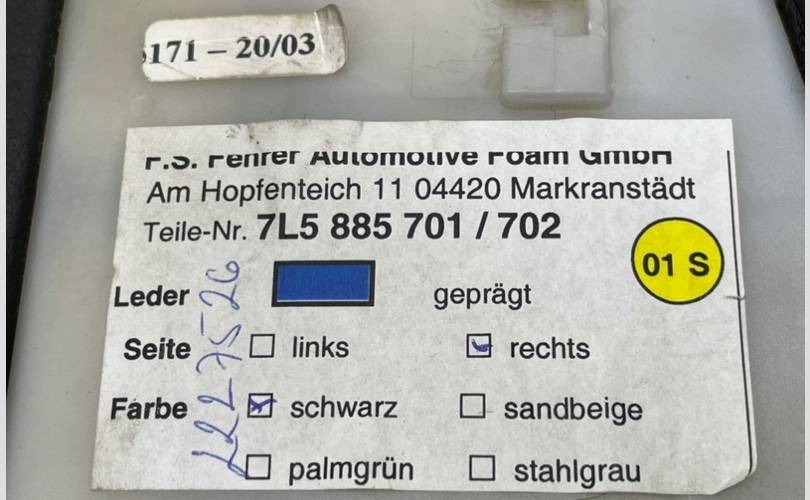 171 – 20/03
F.S. Fehrer Automotive Foam GmbH
Am Hopfenteich 11 04420 Markranstädt
Teile-Nr. 7L5 885 701 / 702
01 S
Leder geprägt
Seite links rechts
Farbe schwarz sandbeige
palmgrün stahlgrau